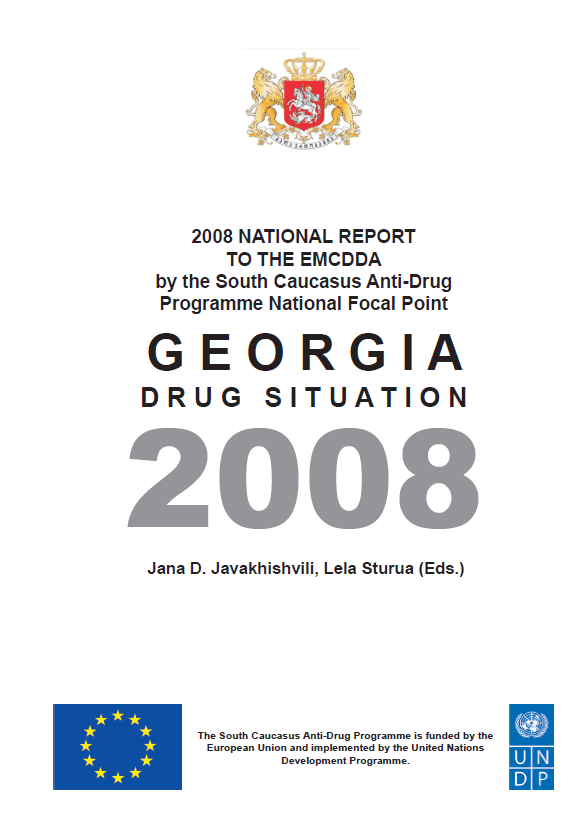 2008 NATIONAL REPORT
TO THE EMCDDA
by the South Caucasus Anti-Drug
Programme National Focal Point
GEORGIA
DRUG SITUATION
2008
Jana D. Javakhishvili, Lela Sturua (Eds.)
The South Caucasus Anti-Drug Programme is funded by the
European Union and implemented by the United Nations
Development Programme.
U N
D P